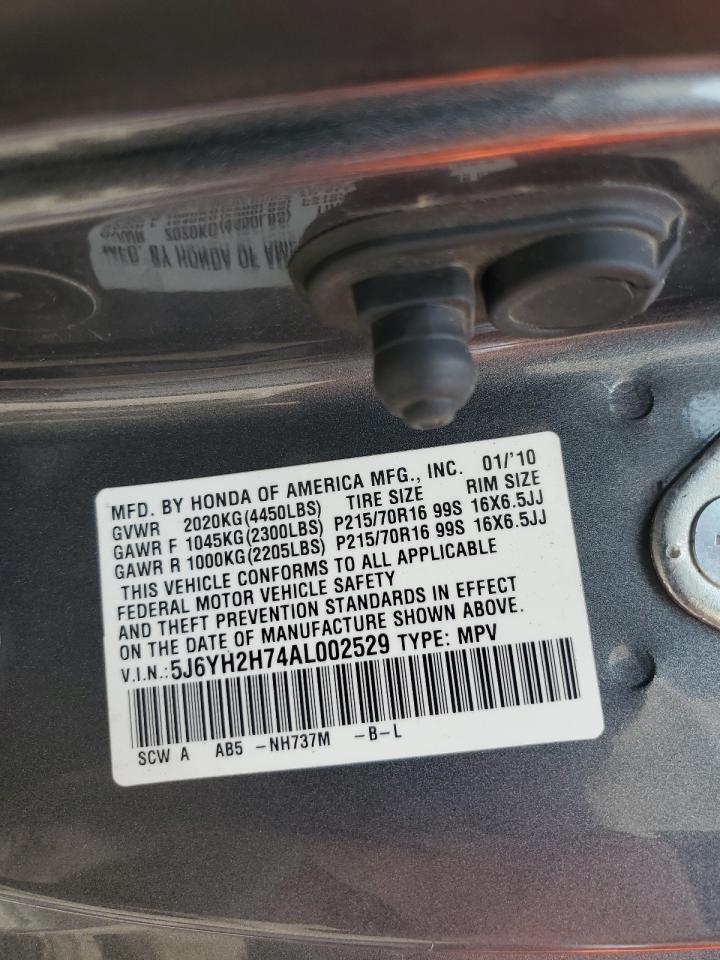 MFD. BY HONDA OF AMERICA MFG., INC. 01/'10
GVWR 2020KG(4450LBS) TIRE SIZE RIM SIZE
GAWR F 1045KG(2300LBS) P215/70R16 99S 16X6.5JJ
GAWR R 1000KG(2205LBS) P215/70R16 99S 16X6.5JJ
THIS VEHICLE CONFORMS TO ALL APPLICABLE
FEDERAL MOTOR VEHICLE SAFETY
AND THEFT PREVENTION STANDARDS IN EFFECT
ON THE DATE OF MANUFACTURE SHOWN ABOVE.
V.I.N.:5J6YH2H74AL002529 TYPE: MPV
SCW A AB5 -NH737M -B-L